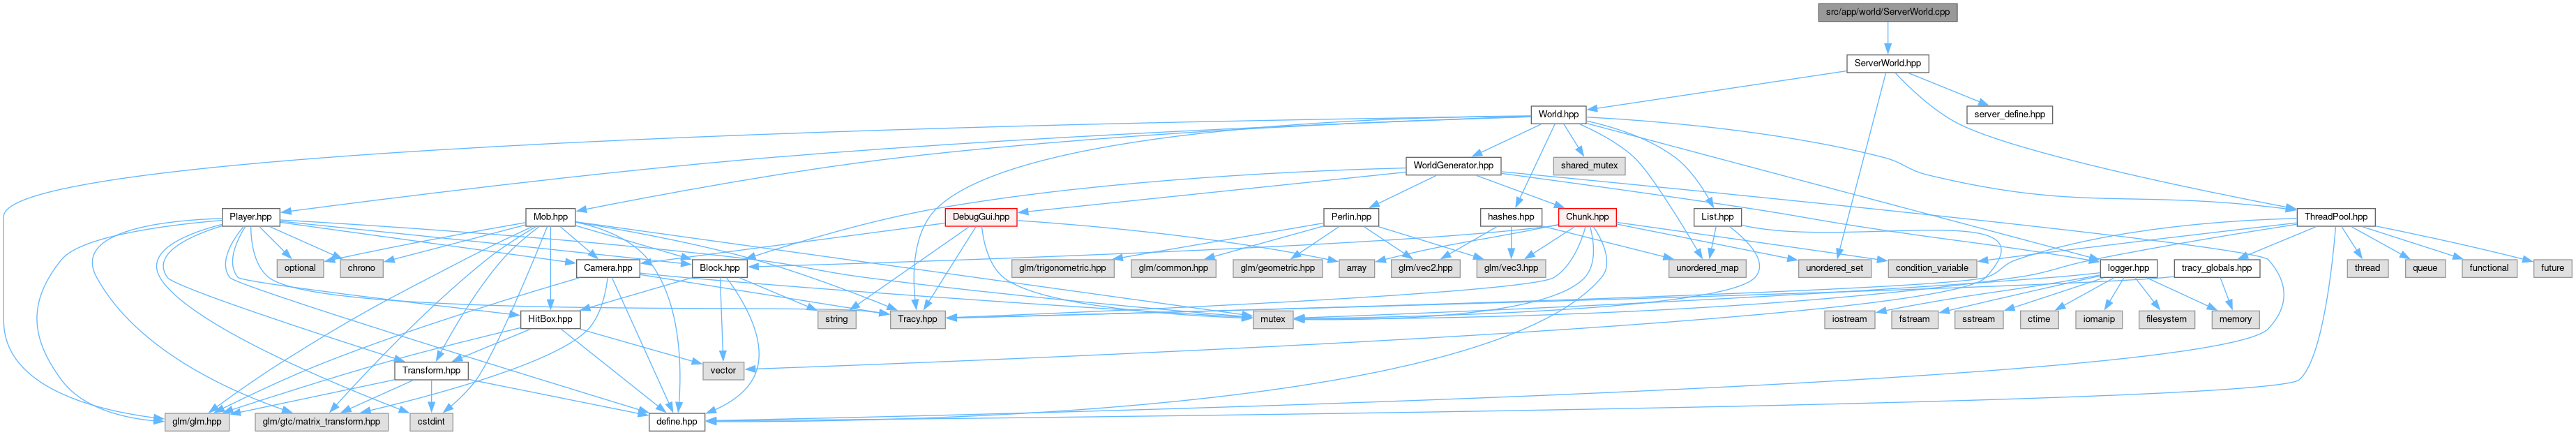 src/app/world/ServerWorld.cpp
ServerWorld.hpp
World.hpp
server_define.hpp
WorldGenerator.hpp
shared_mutex
Player.hpp
Mob.hpp
DebugGui.hpp
Perlin.hpp
hashes.hpp
Chunk.hpp
List.hpp
ThreadPool.hpp
optional
chrono
Camera.hpp
Block.hpp
glm/trigonometric.hpp
glm/common.hpp
glm/geometric.hpp
array
glm/vec2.hpp
glm/vec3.hpp
unordered_map
unordered_set
condition_variable
logger.hpp
tracy_globals.hpp
thread
queue
functional
future
HitBox.hpp
string
Tracy.hpp
mutex
iostream
fstream
sstream
ctime
iomanip
filesystem
memory
Transform.hpp
vector
glm/glm.hpp
glm/gtc/matrix_transform.hpp
cstdint
define.hpp